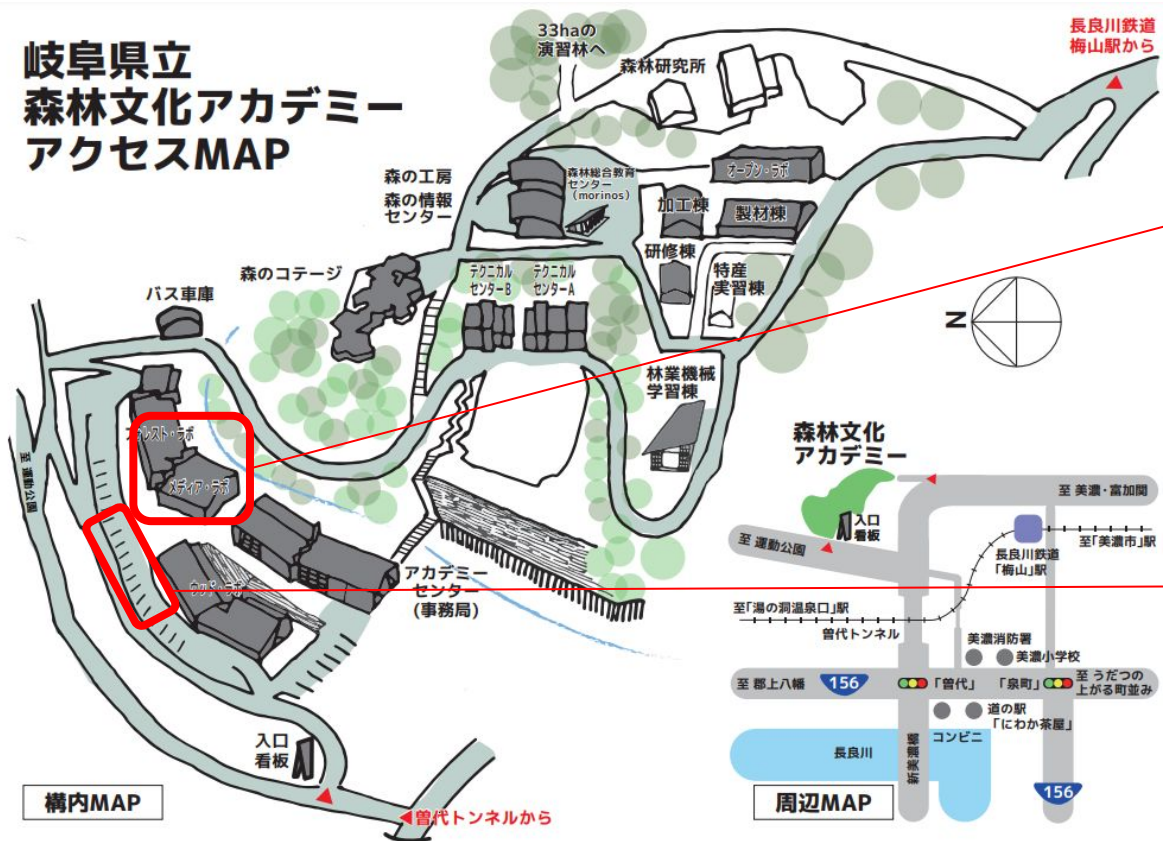 岐阜県立
森林文化アカデミー
アクセスMAP
33haの
演習林へ
森林研究所
長良川鉄道
梅山駅から
森の工房
森の情報
センター
森林総合教育
センター
(morinos)
オープン・ラボ
加工棟
製材棟
研修棟
特産
実習棟
森のコテージ
テクニカル
センターB
テクニカル
センターA
バス車庫
N
林業機械
学習棟
フォレスト・ラボ
メディア・ラボ
至 運動公園
ウッド・ラボ
アカデミー
センター
(事務局)
入口
看板
構内MAP
曽代トンネルから
森林文化
アカデミー
入口
看板
至 運動公園
至 美濃・富加関
長良川鉄道
「梅山」駅
至「美濃市」駅
至「湯の洞温泉口」駅
曽代トンネル
美濃消防署
美濃小学校
至 郡上八幡
156
「曽代」
「泉町」
至 うだつの
上がる町並み
道の駅
「にわか茶屋」
コンビニ
長良川
新美濃橋
156
周辺MAP